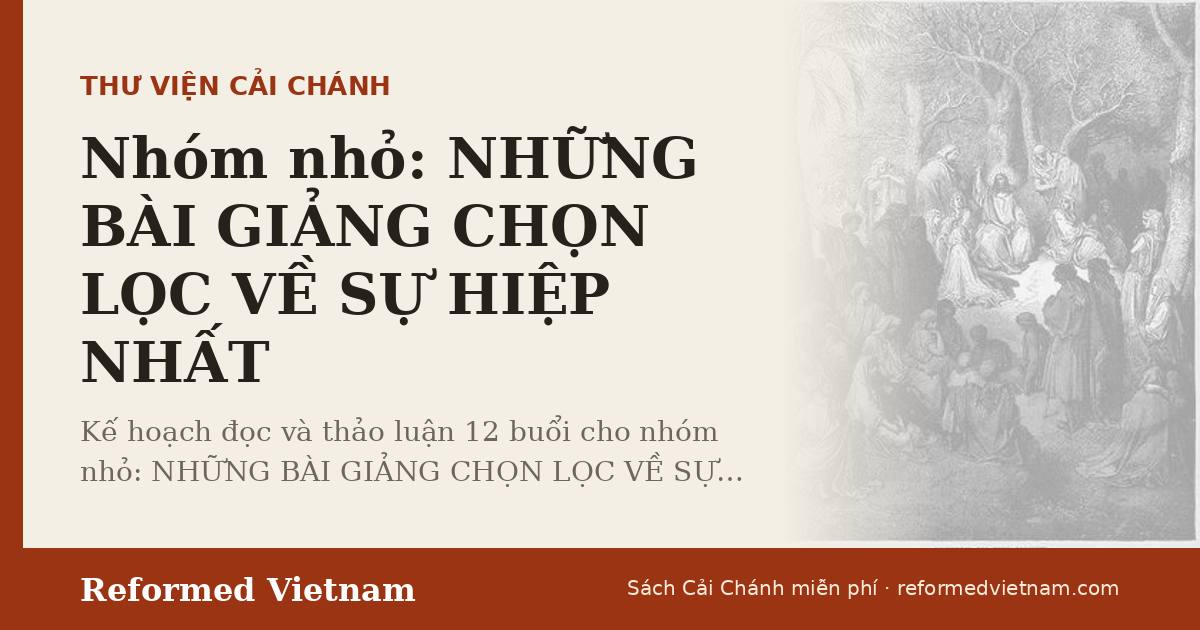 THƯ VIỆN CẢI CHÁNH
Nhóm nhỏ: NHỮNG
BÀI GIẢNG CHỌN
LỌC VỀ SỰ HIỆP
NHẤT
Kế hoạch đọc và thảo luận 12 buổi cho nhóm
nhỏ: NHỮNG BÀI GIẢNG CHỌN LỌC VỀ SỰ...
Reformed Vietnam
Sách Cải Chánh miễn phí · reformedvietnam.com